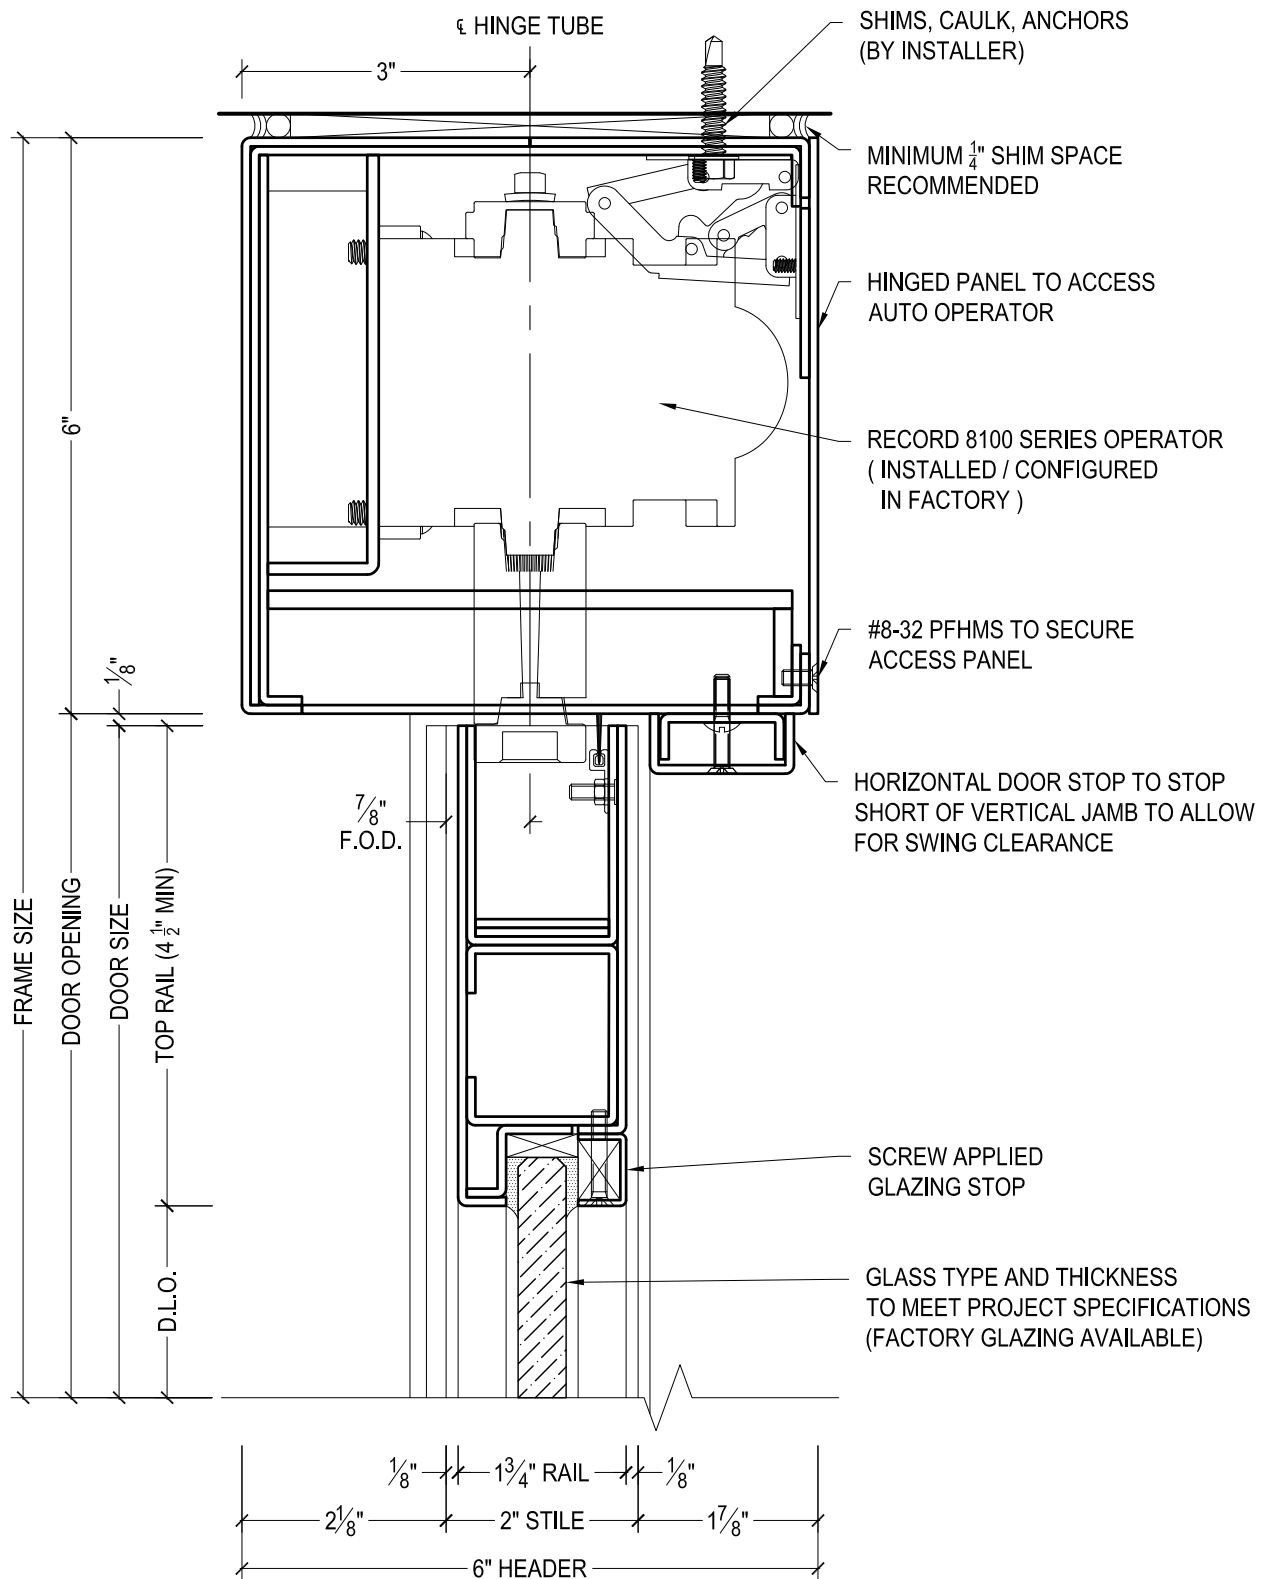 ℄ HINGE TUBE
3"
SHIMS, CAULK, ANCHORS
(BY INSTALLER)
MINIMUM 1/4" SHIM SPACE
RECOMMENDED
HINGED PANEL TO ACCESS
AUTO OPERATOR
6"
RECORD 8100 SERIES OPERATOR
( INSTALLED / CONFIGURED
IN FACTORY )
#8-32 PFHMS TO SECURE
ACCESS PANEL
1/8"
HORIZONTAL DOOR STOP TO STOP
SHORT OF VERTICAL JAMB TO ALLOW
FOR SWING CLEARANCE
7/8"
F.O.D.
FRAME SIZE
DOOR OPENING
DOOR SIZE
TOP RAIL (4 1/2" MIN)
SCREW APPLIED
GLAZING STOP
D.L.O.
GLASS TYPE AND THICKNESS
TO MEET PROJECT SPECIFICATIONS
(FACTORY GLAZING AVAILABLE)
1/8" 1 3/4" RAIL 1/8"
2 1/8" 2" STILE 1 7/8"
6" HEADER